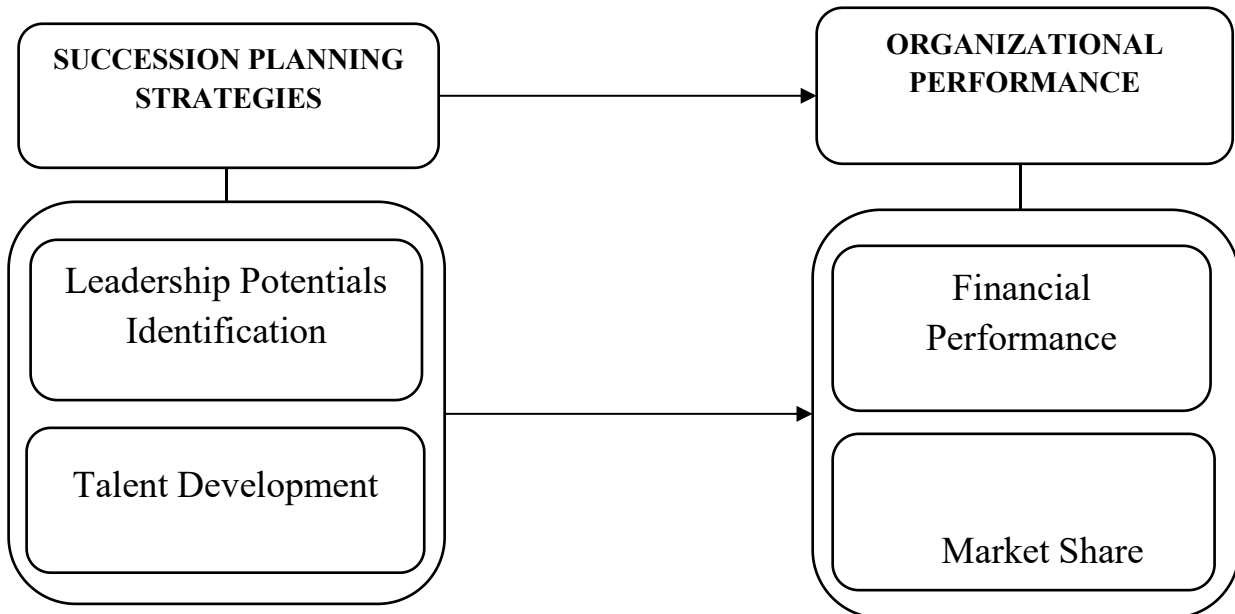 SUCCESSION PLANNING
STRATEGIES
ORGANIZATIONAL
PERFORMANCE
Leadership Potentials
Identification
Talent Development
Financial
Performance
Market Share